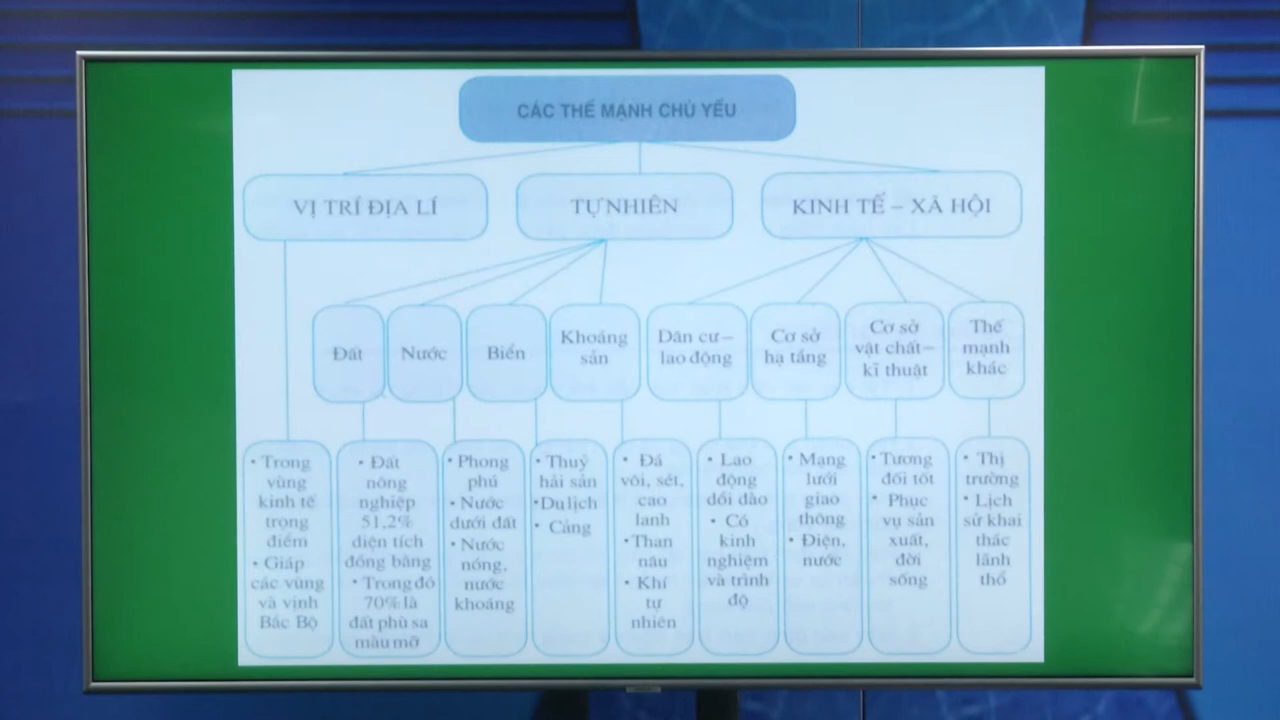 CÁC THẾ MẠNH CHỦ YẾU
VỊ TRÍ ĐỊA LÍ
TỰ NHIÊN
KINH TẾ – XÃ HỘI
Đất
Nước
Biển
Khoáng
sản
Dân cư –
lao động
Cơ sở
hạ tầng
Cơ sở
vật chất –
kĩ thuật
Thế
mạnh
khác
• Trong
vùng
kinh tế
trọng
điểm
• Giáp
các vùng
và vịnh
Bắc Bộ
• Đất
nông
nghiệp
51,2%
diện tích
đồng bằng
• Trong đó
70% là
đất phù sa
màu mỡ
• Phong
phú
• Nước
dưới đất
• Nước
nóng,
nước
khoáng
• Thuỷ
hải sản
• Du lịch
• Cảng
• Đá
vôi, sét,
cao
lanh
• Than
nâu
• Khí
tự
nhiên
• Lao
động
dồi dào
• Có
kinh
nghiệm
và trình
độ
• Mạng
lưới
giao
thông
• Điện,
nước
• Tương
đối tốt
• Phục
vụ sản
xuất,
đời
sống
• Thị
trường
• Lịch
sử khai
thác
lãnh
thổ